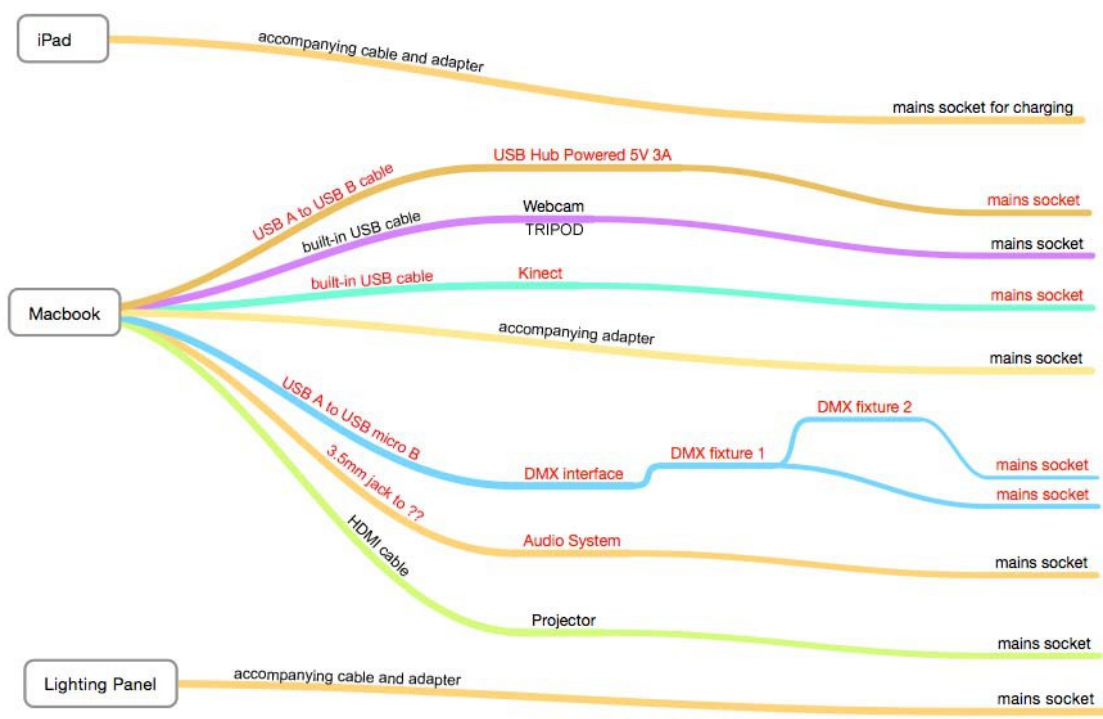 iPad
accompanying cable and adapter
mains socket for charging
USB A to USB B cable
USB Hub Powered 5V 3A
mains socket
built-in USB cable
Webcam
TRIPOD
mains socket
built-in USB cable
Kinect
mains socket
Macbook
accompanying adapter
mains socket
USB A to USB micro B
DMX interface
DMX fixture 1
DMX fixture 2
mains socket
mains socket
3.5mm jack to ??
Audio System
mains socket
HDMI cable
Projector
mains socket
Lighting Panel
accompanying cable and adapter
mains socket